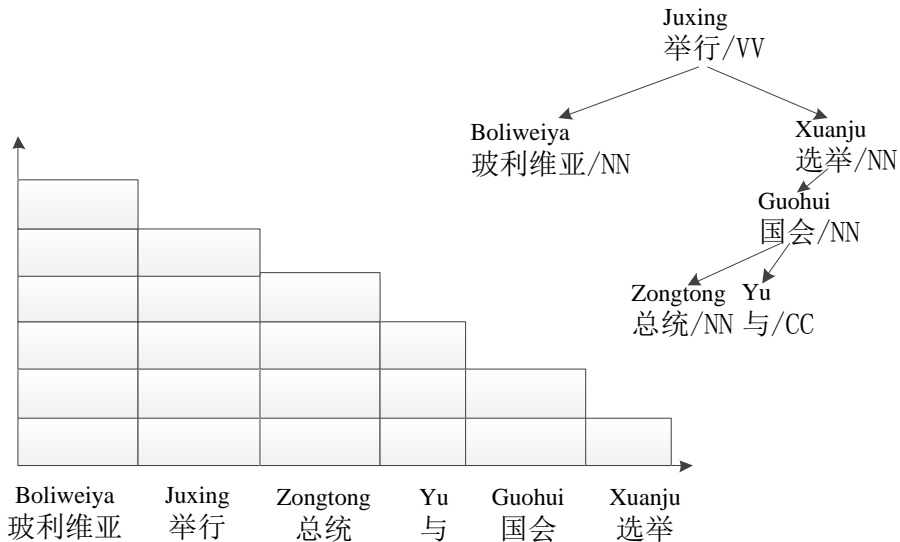 Juxing
举行/VV
Boliweiya
玻利维亚/NN
Xuanju
选举/NN
Guohui
国会/NN
Zongtong
总统/NN
Yu
与/CC
Boliweiya
玻利维亚
Juxing
举行
Zongtong
总统
Yu
与
Guohui
国会
Xuanju
选举